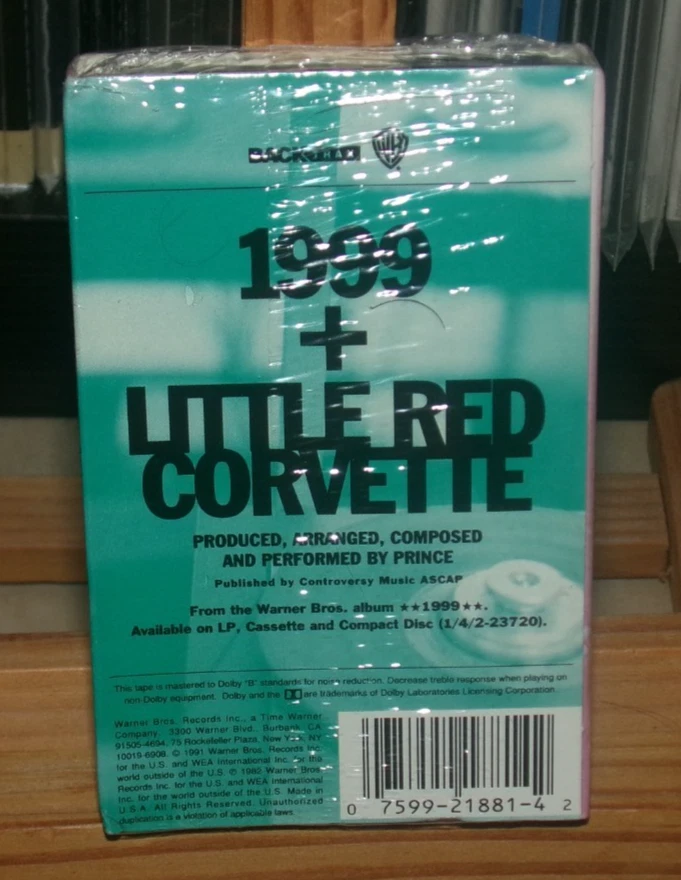 WB
1999
+
LITTLE RED
CORVETTE
PRODUCED, ARRANGED, COMPOSED
AND PERFORMED BY PRINCE
Published by Controversy Music ASCAP
From the Warner Bros. album ★★1999★★.
Available on LP, Cassette and Compact Disc (1/4/2-23720).
This tape is mastered to Dolby "B" standards for noise reduction. Decrease treble response when playing on
non-Dolby equipment. Dolby and the are trademarks of Dolby Laboratories Licensing Corporation.
Warner Bros. Records Inc., a Time Warner
Company 3300 Warner Blvd., Burbank, CA
91505-4694. 75 Rockefeller Plaza, New York, NY
10019-6908. © 1991 Warner Bros. Records Inc.
for the U.S. and WEA International Inc. for the
world outside of the U.S. ℗ 1982 Warner Bros.
Records Inc. for the U.S. and WEA International
Inc. for the world outside of the U.S. Made in
U.S.A. All Rights Reserved. Unauthorized
duplication is a violation of applicable laws.
0 7599-21881-4 2